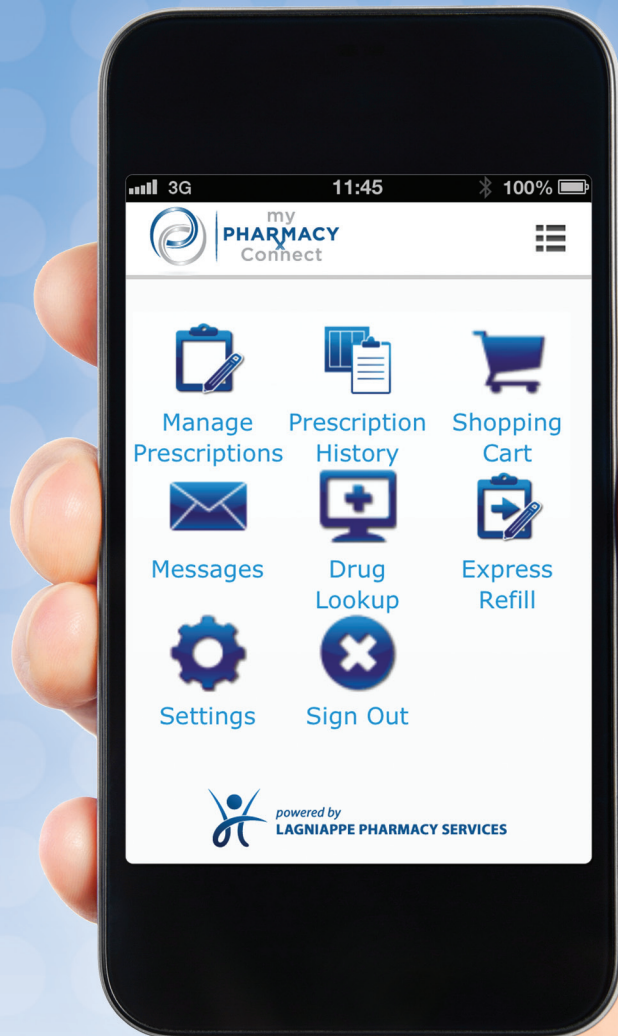 3G 11:45 100%
my
PHARMACY
Connect
Manage Prescription Shopping
Prescriptions History Cart
Messages Drug Express
Lookup Refill
Settings Sign Out
powered by
LAGNIAPPE PHARMACY SERVICES